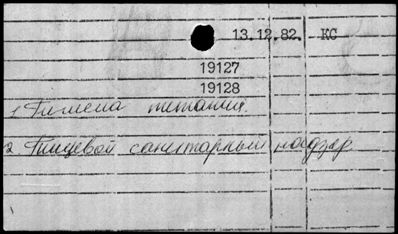 13.12.82. КС
19127
19128
1. Гигиена питания.
2. Пищевой санитарный надзор